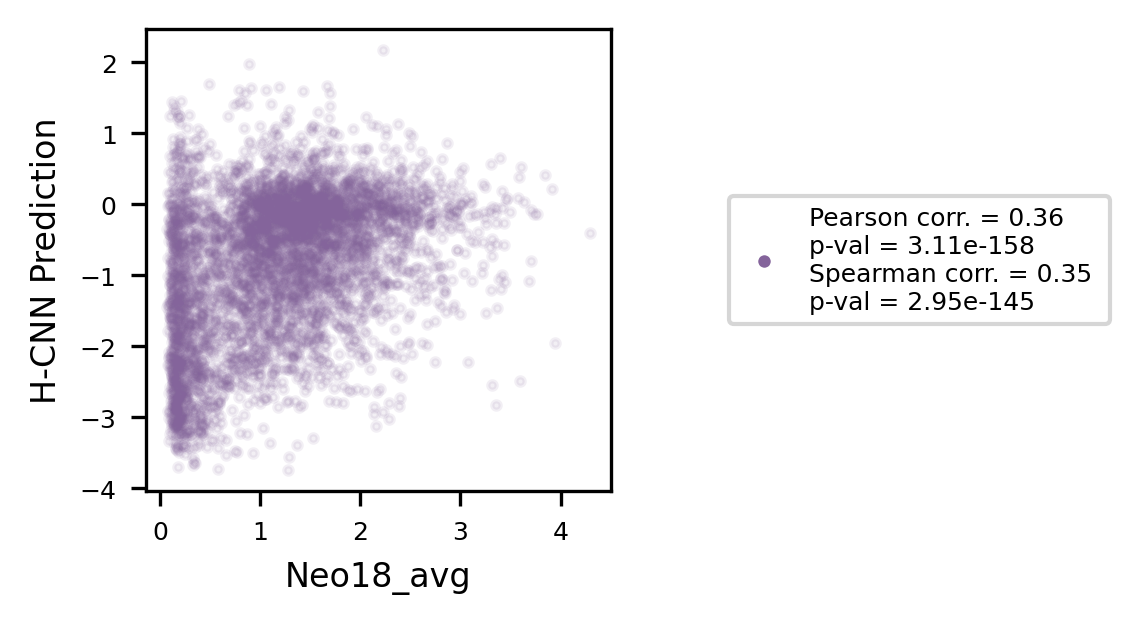 H-CNN Prediction
2
1
0
−1
−2
−3
−4
0 1 2 3 4
Neo18_avg
Pearson corr. = 0.36
p-val = 3.11e-158
Spearman corr. = 0.35
p-val = 2.95e-145